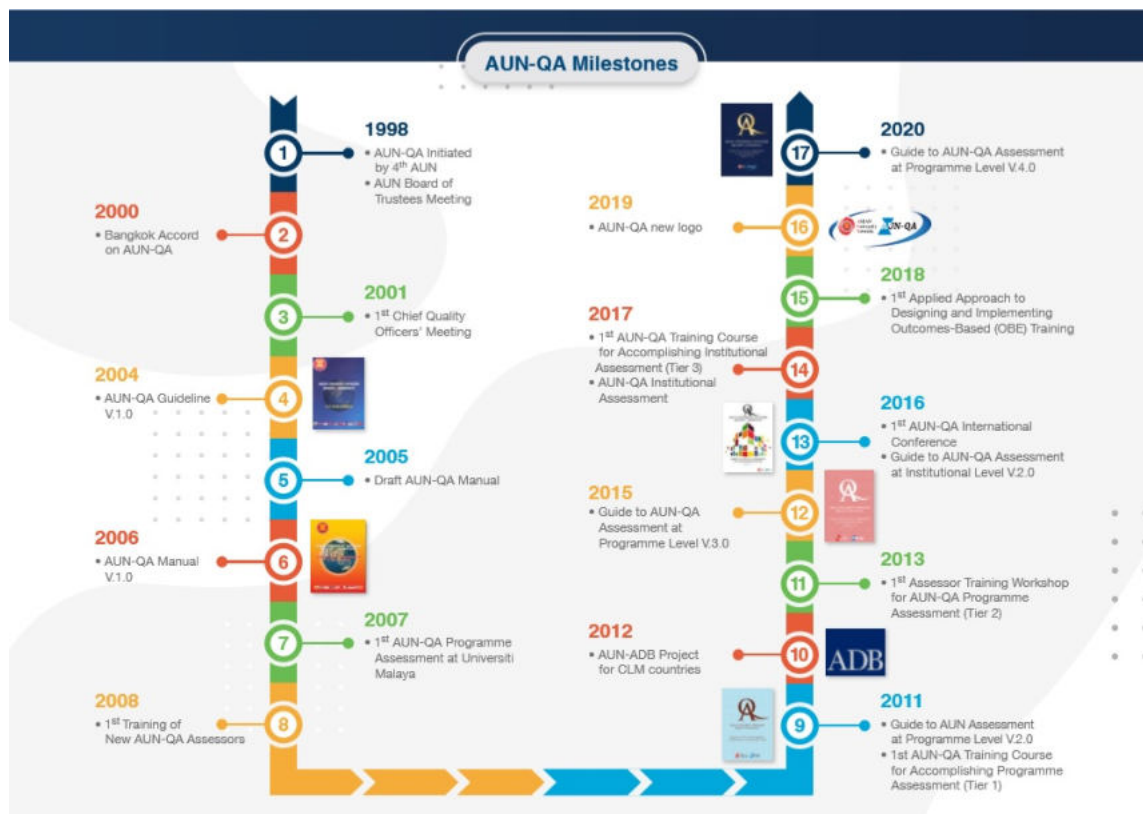 AUN-QA Milestones
1
1998
• AUN-QA Initiated
by 4th AUN
• AUN Board of
Trustees Meeting
2000
• Bangkok Accord
on AUN-QA
2
3
2001
• 1st Chief Quality
Officers' Meeting
2004
• AUN-QA Guideline
V.1.0
4
5
2005
• Draft AUN-QA Manual
2006
• AUN-QA Manual
V.1.0
6
7
2007
• 1st AUN-QA Programme
Assessment at Universiti
Malaya
2008
• 1st Training of
New AUN-QA Assessors
8
9
2011
• Guide to AUN Assessment
at Programme Level V.2.0
• 1st AUN-QA Training Course
for Accomplishing Programme
Assessment (Tier 1)
2012
• AUN-ADB Project
for CLM countries
10
ADB
11
2013
• 1st Assessor Training Workshop
for AUN-QA Programme
Assessment (Tier 2)
2015
• Guide to AUN-QA
Assessment at
Programme Level V.3.0
12
13
2016
• 1st AUN-QA International
Conference
• Guide to AUN-QA Assessment
at Institutional Level V.2.0
2017
• 1st AUN-QA Training Course
for Accomplishing Institutional
Assessment (Tier 3)
• AUN-QA Institutional
Assessment
14
15
2018
• 1st Applied Approach to
Designing and Implementing
Outcomes-Based (OBE) Training
2019
• AUN-QA new logo
16
UN-QA
17
2020
• Guide to AUN-QA Assessment
at Programme Level V.4.0